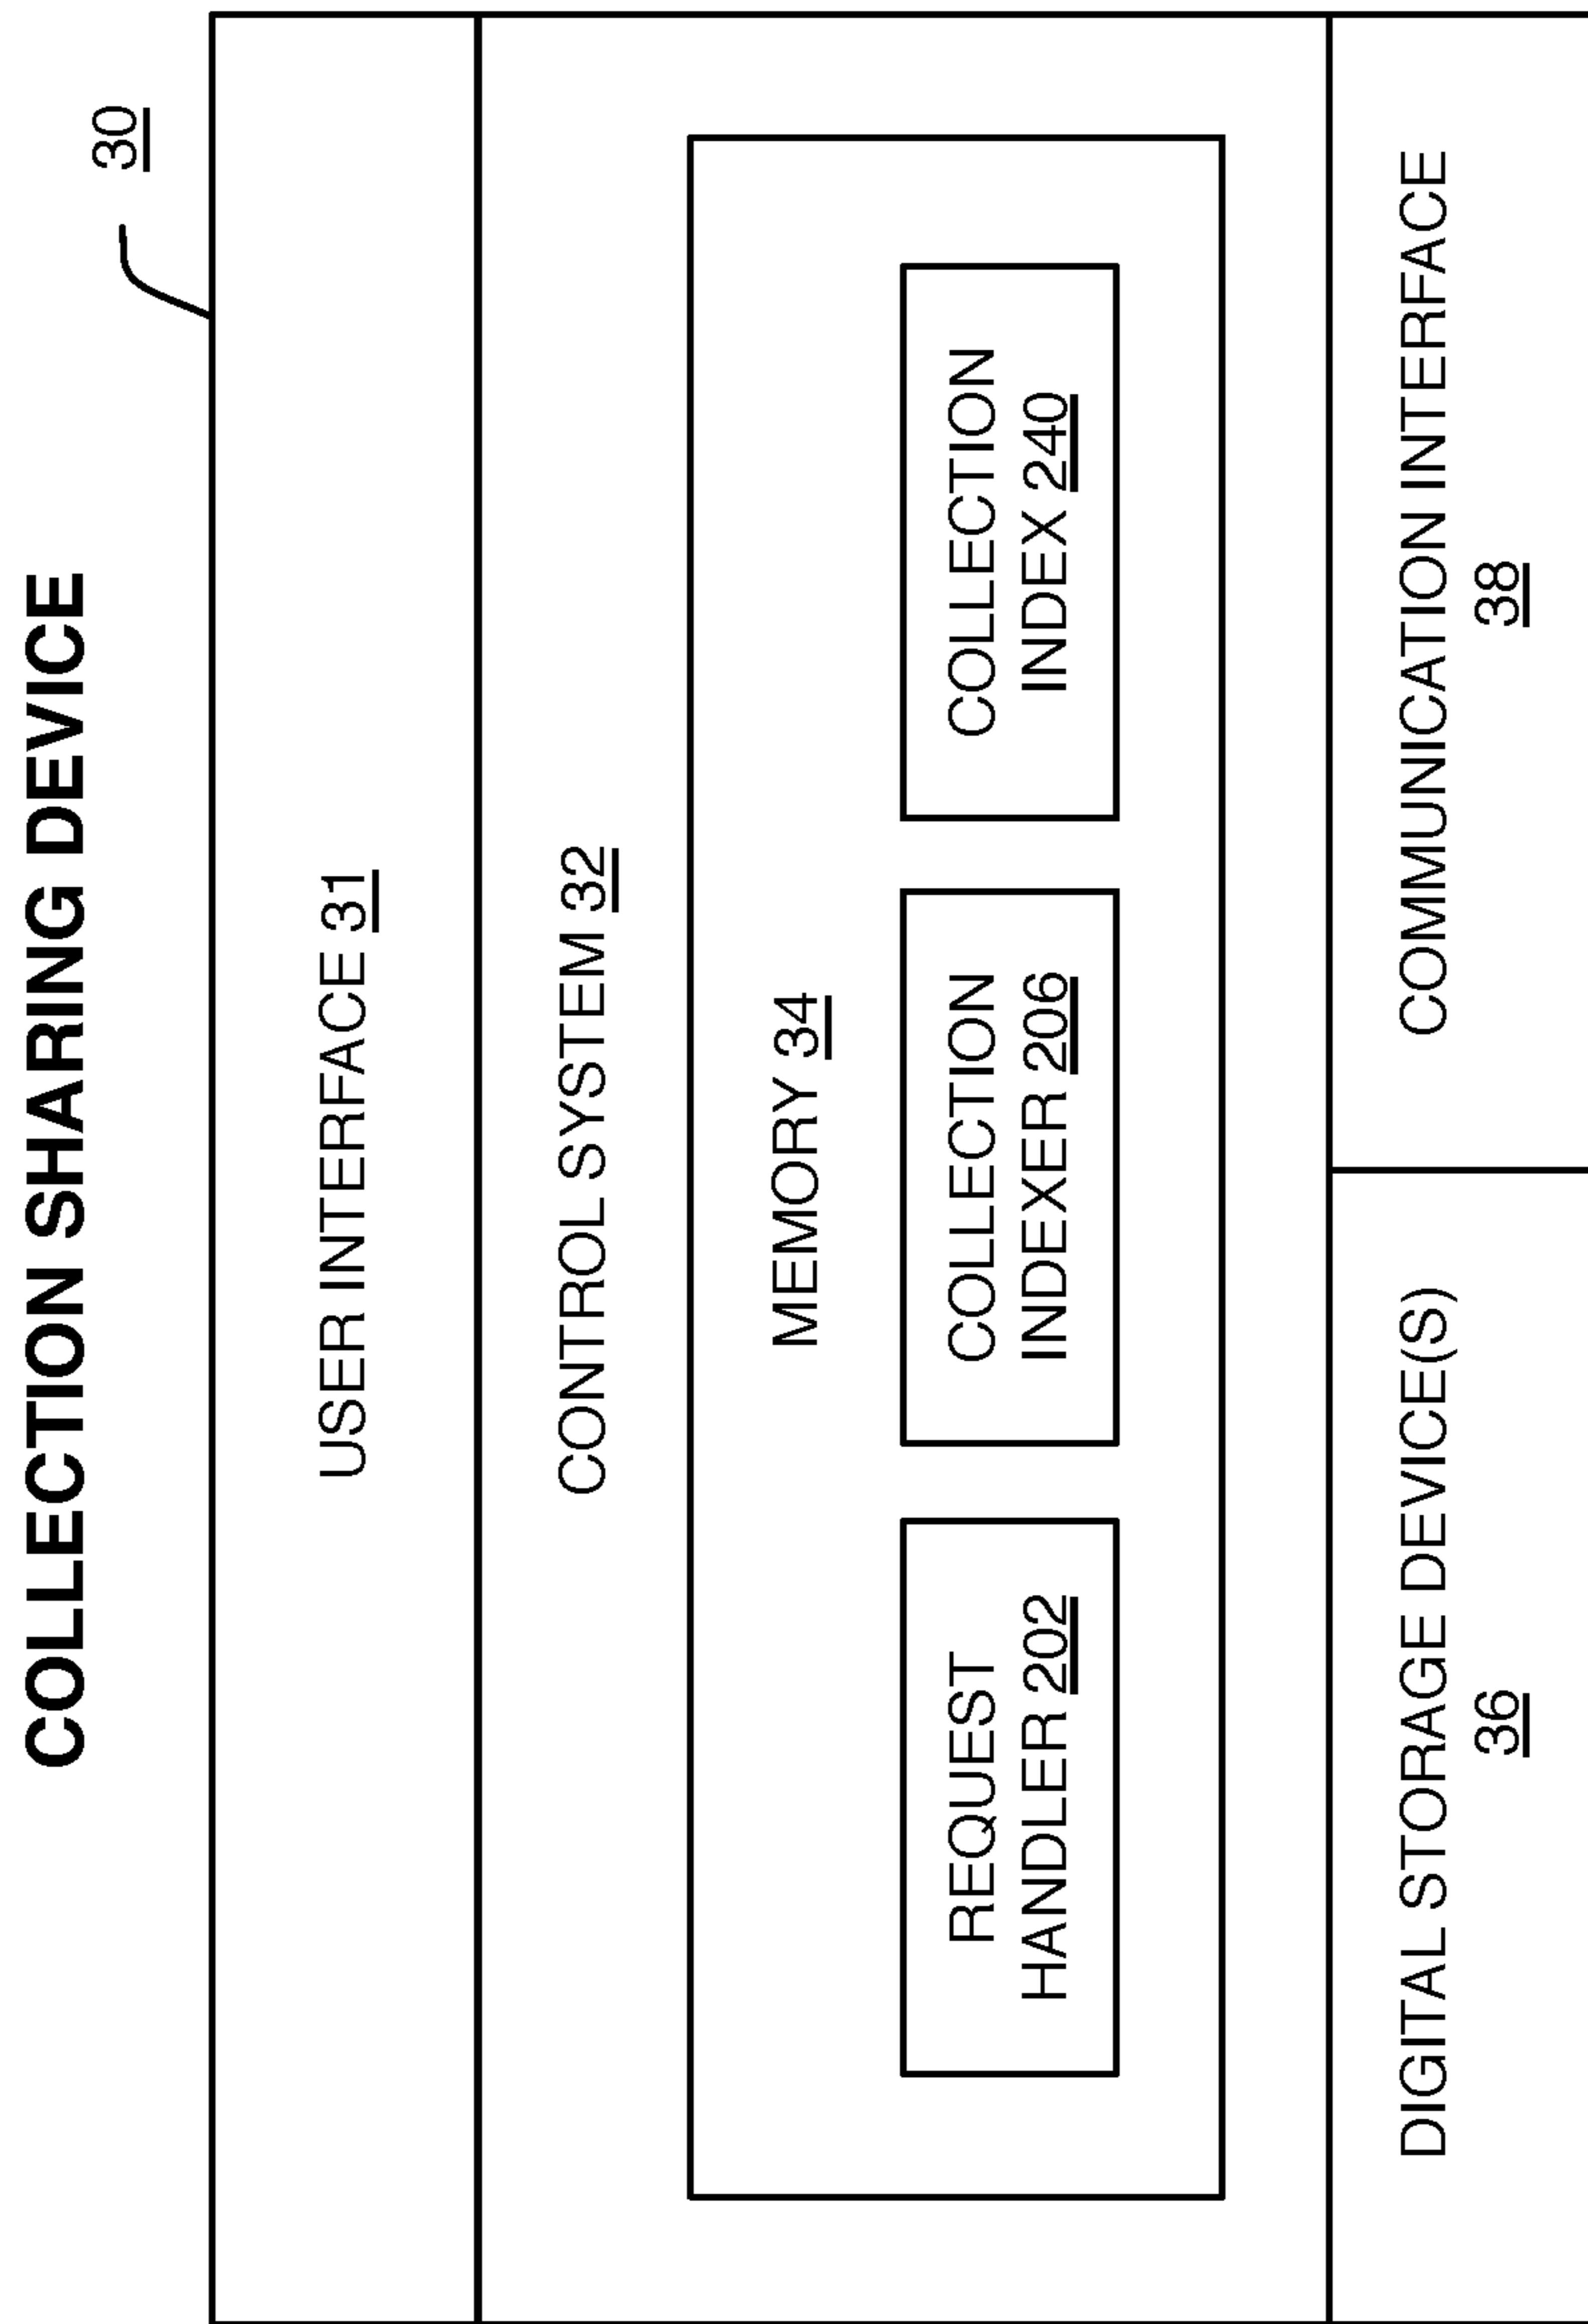 COLLECTION SHARING DEVICE
30
USER INTERFACE 31
CONTROL SYSTEM 32
MEMORY 34
REQUEST
HANDLER 202
COLLECTION
INDEXER 206
COLLECTION
INDEX 240
DIGITAL STORAGE DEVICE(S)
36
COMMUNICATION INTERFACE
38